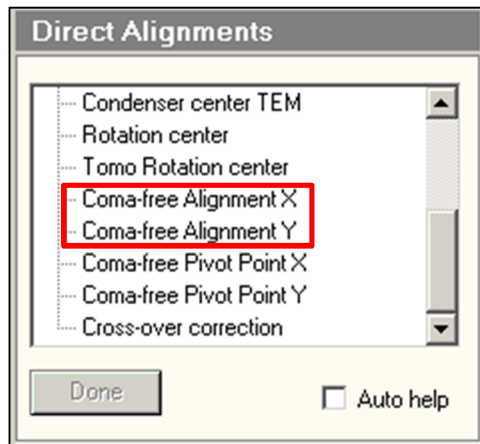 Direct Alignments
Condenser center TEM
Rotation center
Tomo Rotation center
Coma-free Alignment X
Coma-free Alignment Y
Coma-free Pivot Point X
Coma-free Pivot Point Y
Cross-over correction
Done
Auto help